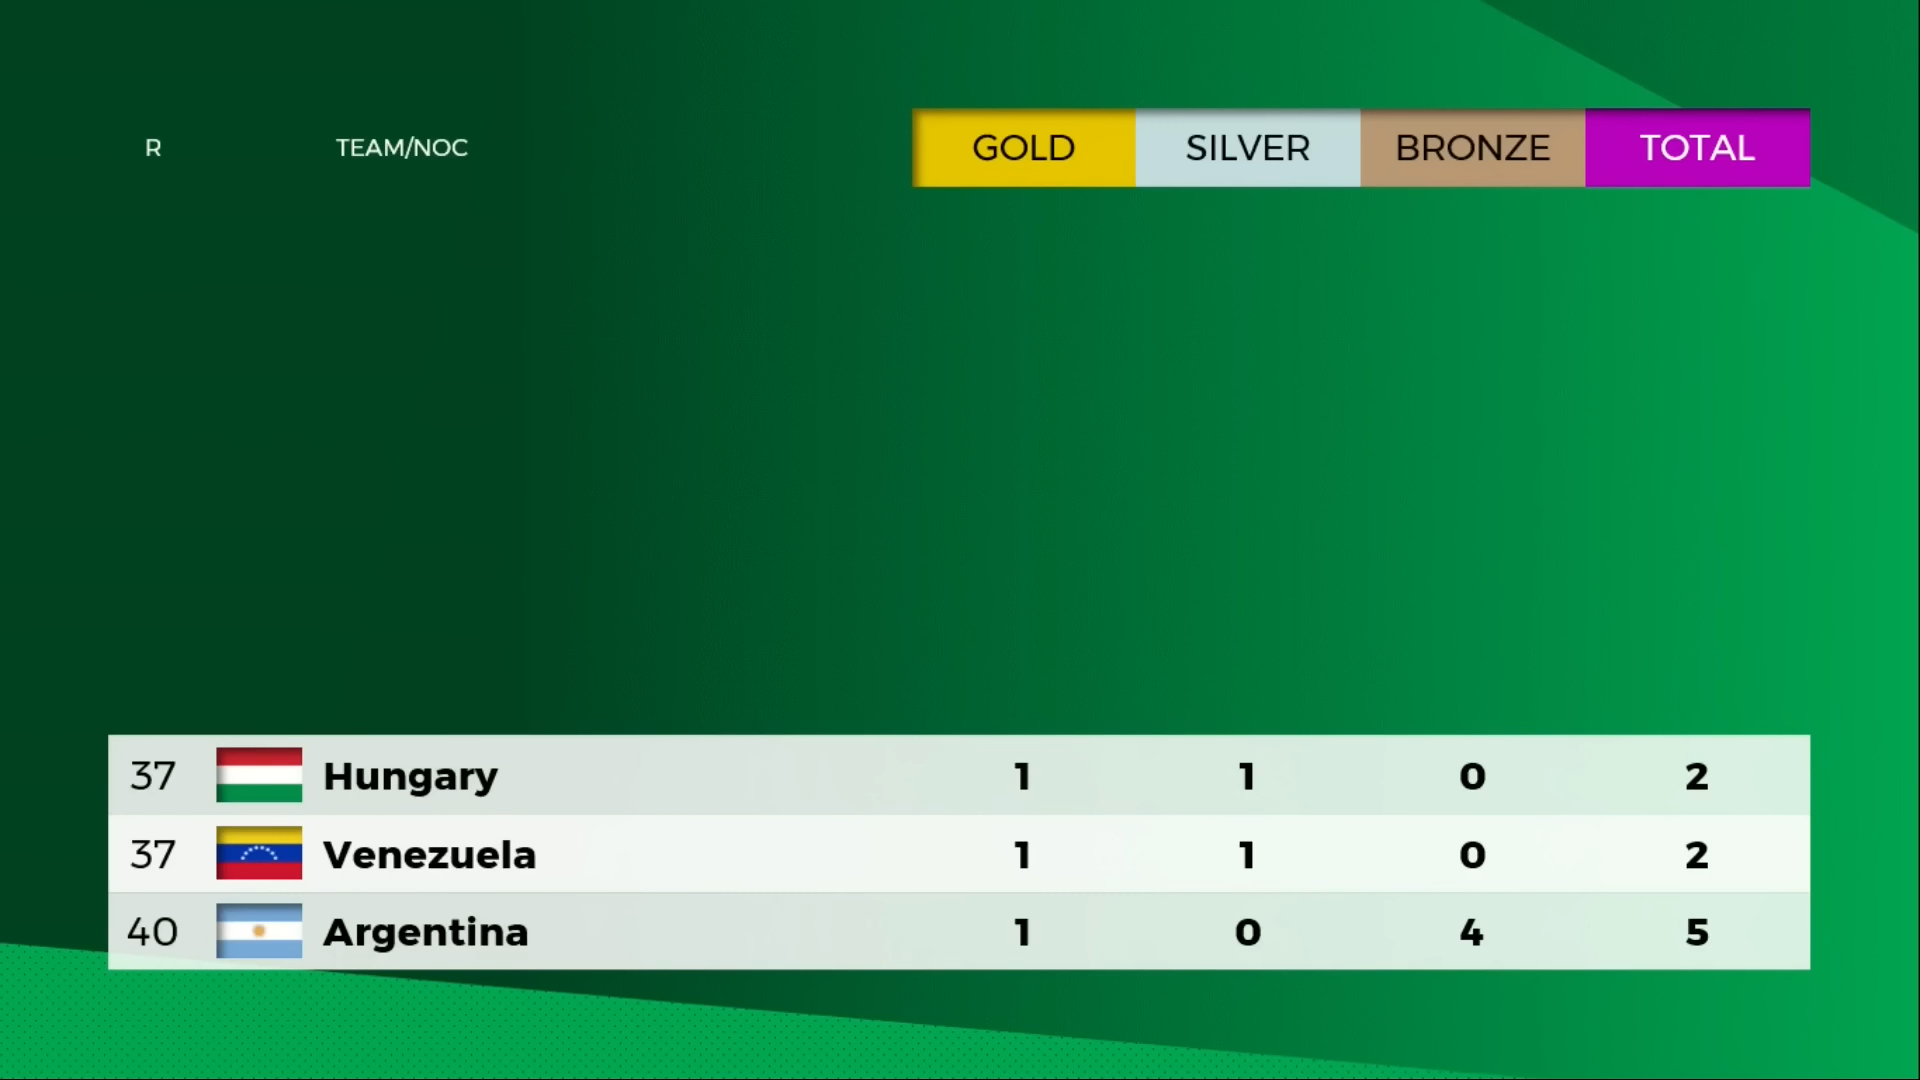 R TEAM/NOC GOLD SILVER BRONZE TOTAL
37 Hungary 1 1 0 2
37 Venezuela 1 1 0 2
40 Argentina 1 0 4 5